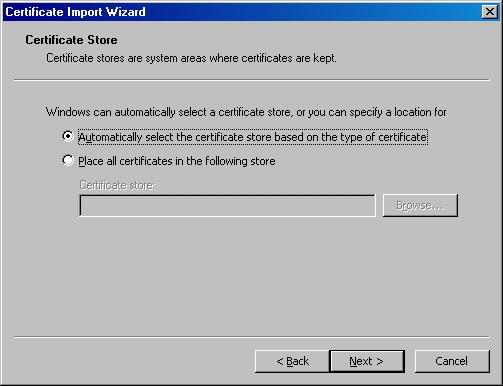 Certificate Import Wizard
Certificate Store
Certificate stores are system areas where certificates are kept.
Windows can automatically select a certificate store, or you can specify a location for
Automatically select the certificate store based on the type of certificate
Place all certificates in the following store
Certificate store:
Browse...
< Back
Next >
Cancel